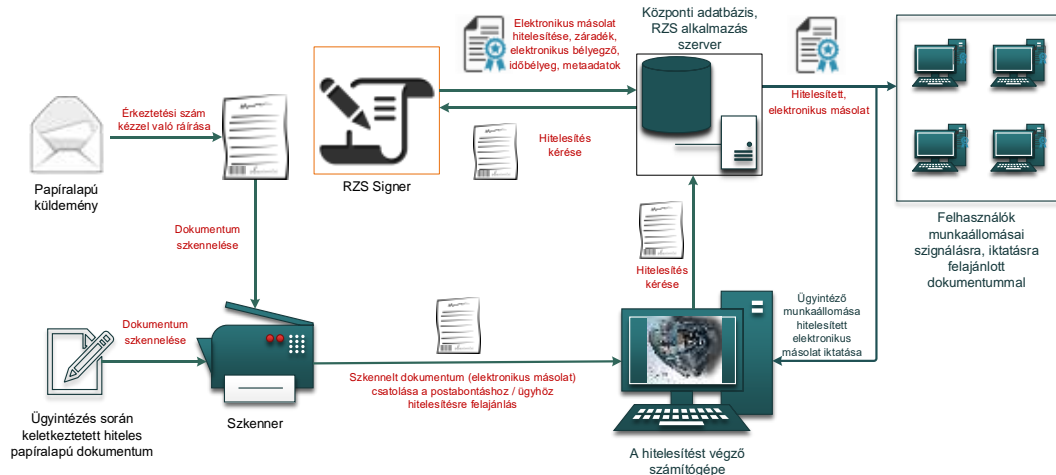 Elektronikus másolat
hitelesítése, záradék,
elektronikus bélyegző,
időbélyeg, metaadatok
Központi adatbázis,
RZS alkalmazás
szerver
Érkeztetési szám
kézzel való ráírása
Hitelesítés
kérése
Hitelesített,
elektronikus másolat
Papíralapú
küldemény
RZS Signer
Felhasználók
munkaállomásai
szignálásra, iktatásra
felajánlott
dokumentummal
Dokumentum
szkennelése
Hitelesítés
kérése
Dokumentum
szkennelése
Ügyintéző
munkaállomása
hitelesített
elektronikus
másolat iktatása
Szkennelt dokumentum (elektronikus másolat)
csatolása a postabontáshoz / ügyhöz
hitelesítésre felajánlás
Ügyintézés során
keletkeztetett hiteles
papíralapú dokumentum
Szkenner
A hitelesítést végző
számítógépe